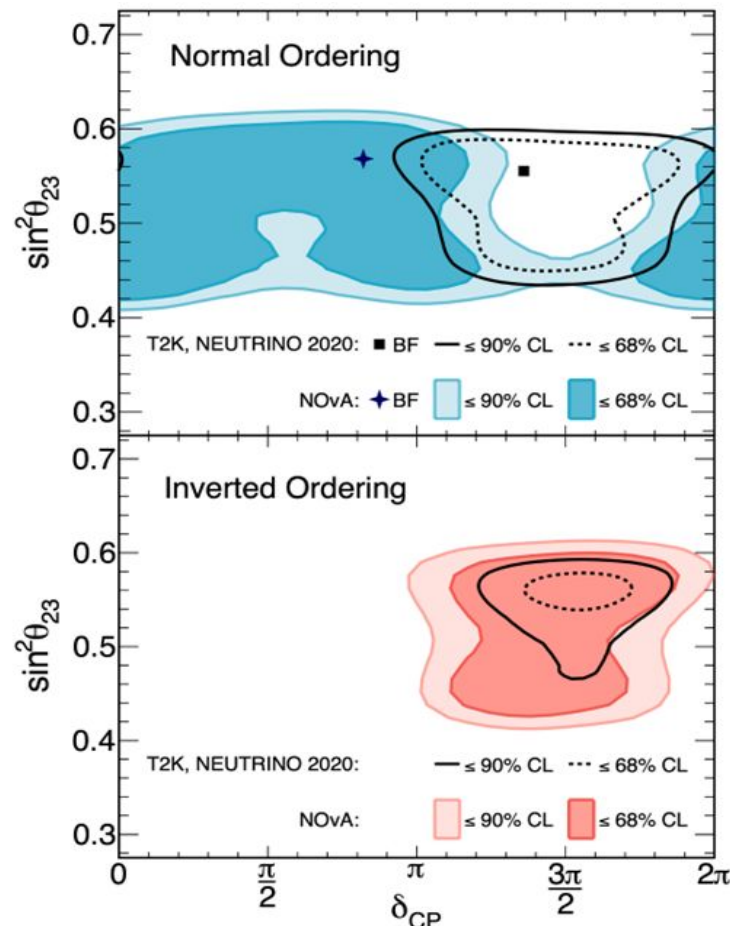 0.7
Normal Ordering
0.6
0.5
sin²θ₂₃
0.4
T2K, NEUTRINO 2020: BF ≤ 90% CL ≤ 68% CL
NOvA: BF ≤ 90% CL ≤ 68% CL
0.3
0.7
Inverted Ordering
0.6
0.5
sin²θ₂₃
0.4
T2K, NEUTRINO 2020: ≤ 90% CL ≤ 68% CL
NOvA: ≤ 90% CL ≤ 68% CL
0.3
0 π/2 π 3π/2 2π
δCP